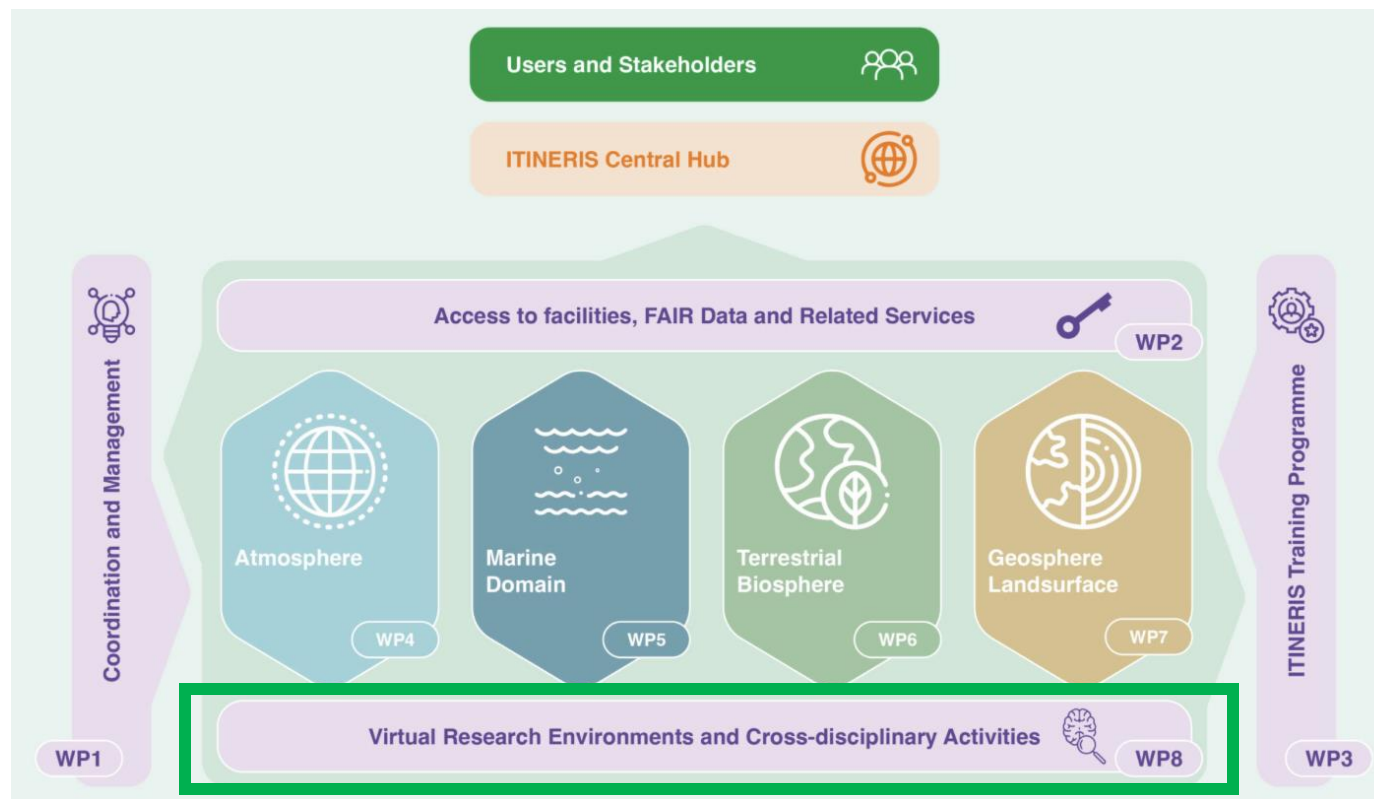 Users and Stakeholders
ITINERIS Central Hub
Coordination and Management
WP1
Access to facilities, FAIR Data and Related Services
WP2
Atmosphere
WP4
Marine
Domain
WP5
Terrestrial
Biosphere
WP6
Geosphere
Landsurface
WP7
Virtual Research Environments and Cross-disciplinary Activities
WP8
ITINERIS Training Programme
WP3